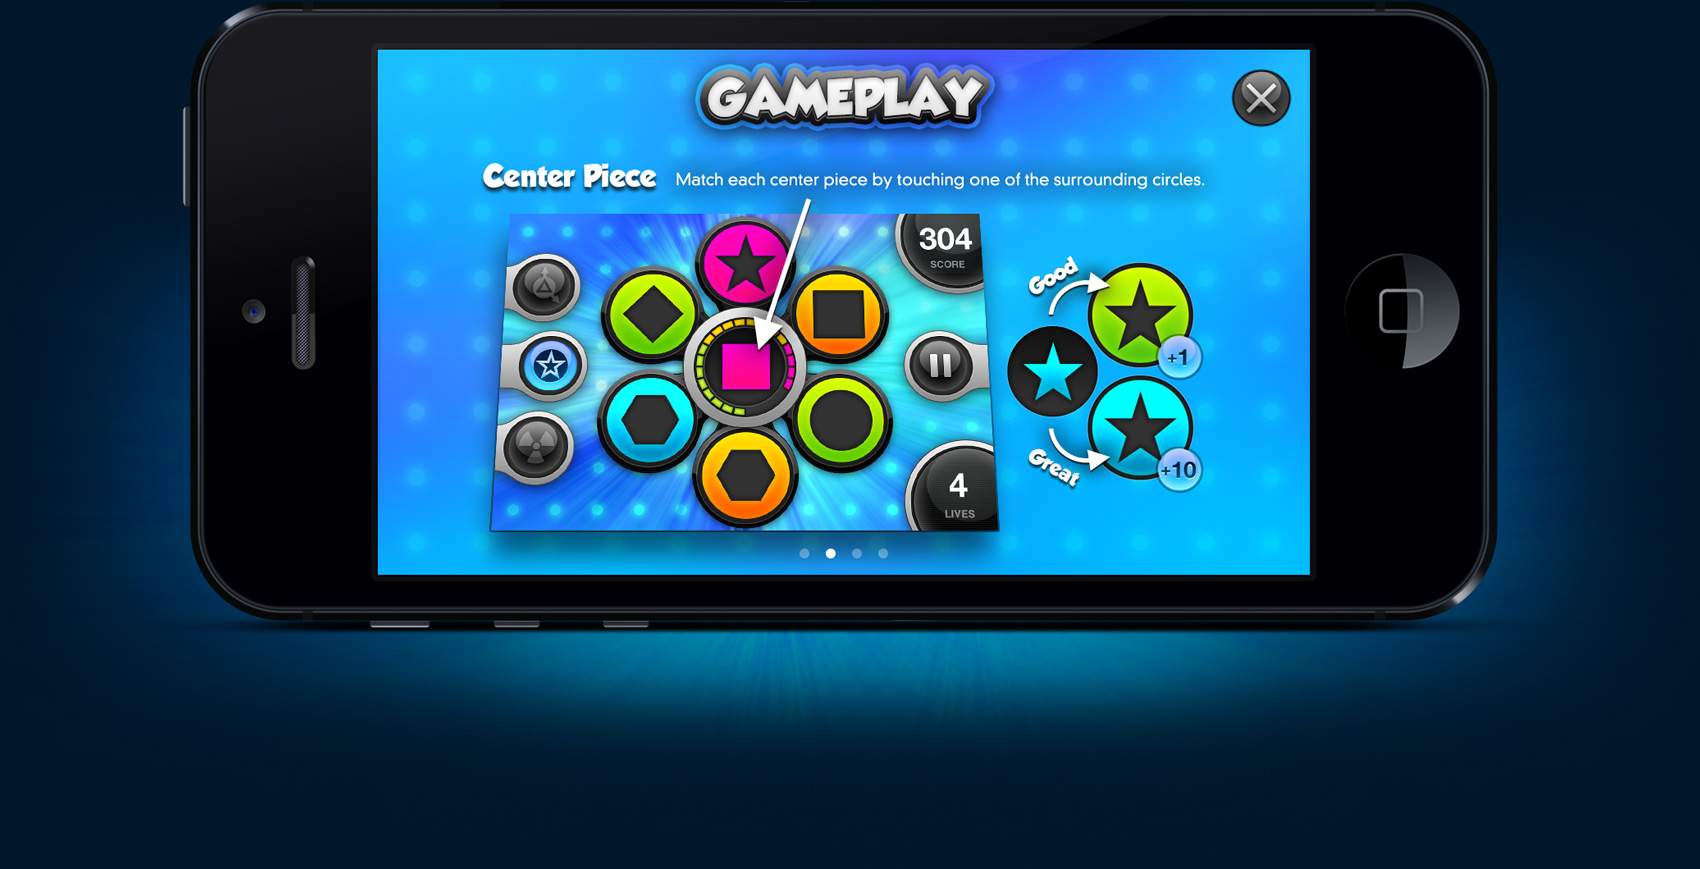 GAMEPLAY
Center Piece Match each center piece by touching one of the surrounding circles.
304
SCORE
Good
+1
Great
+10
4
LIVES